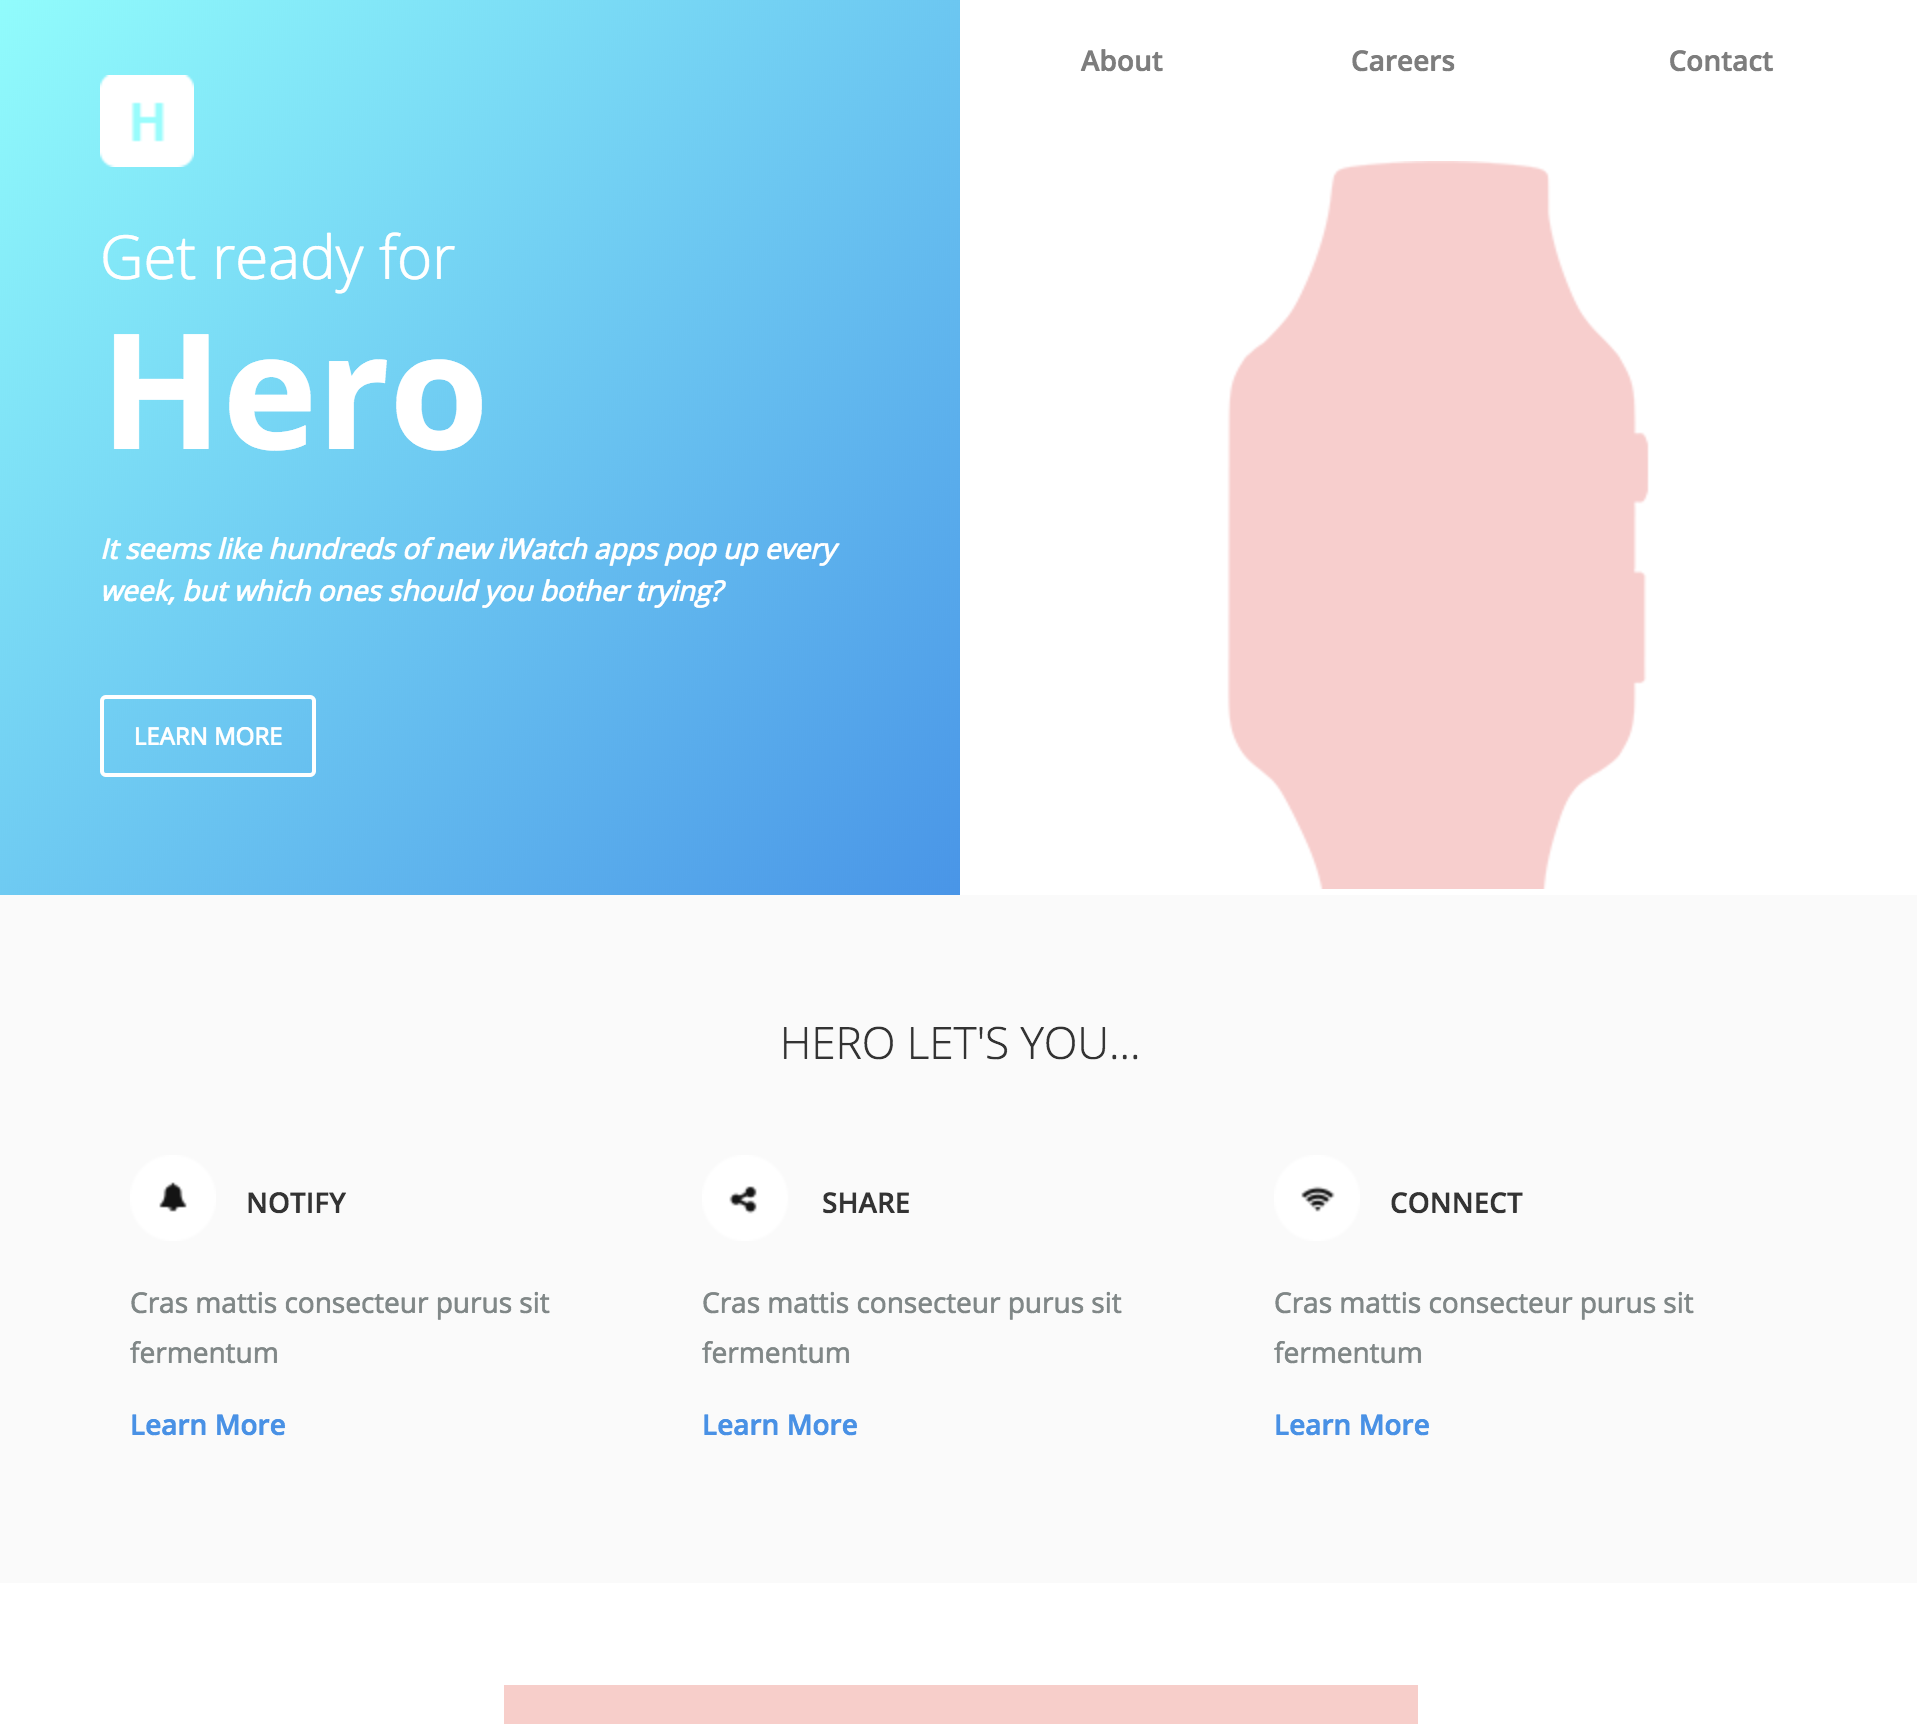 About Careers Contact
H
Get ready for
Hero
It seems like hundreds of new iWatch apps pop up every
week, but which ones should you bother trying?
LEARN MORE
HERO LET'S YOU...
NOTIFY
Cras mattis consecteur purus sit
fermentum
Learn More
SHARE
Cras mattis consecteur purus sit
fermentum
Learn More
CONNECT
Cras mattis consecteur purus sit
fermentum
Learn More